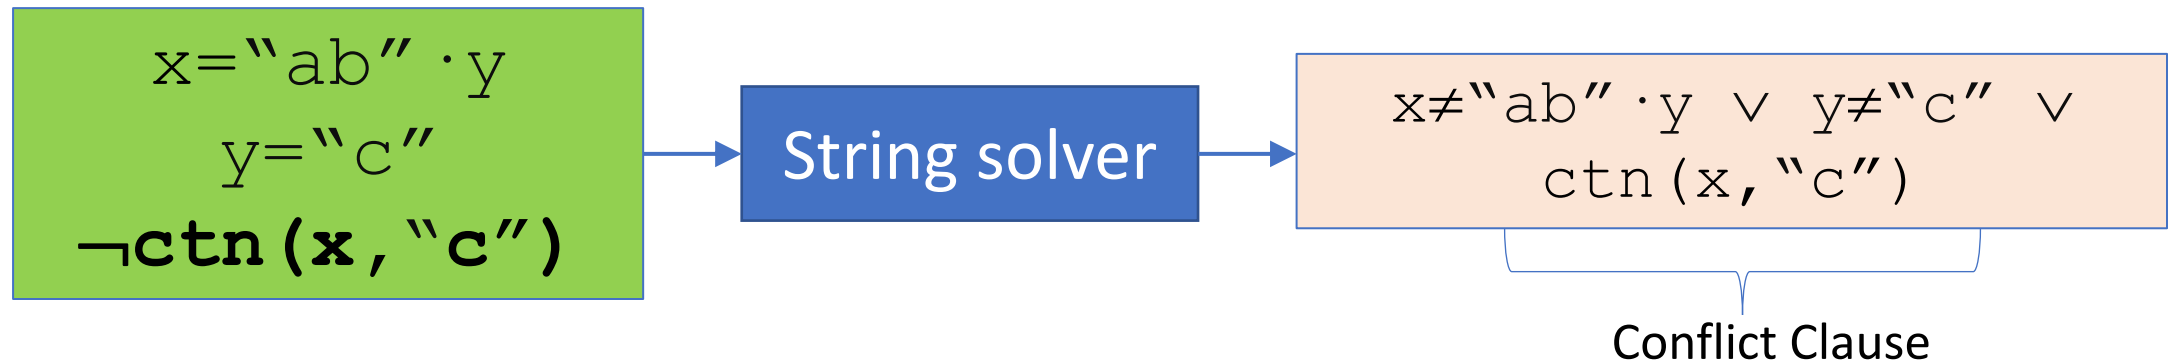 x=“ab”·y
y=“c”
¬ctn(x,“c”)
String solver
x≠“ab”·y ∨ y≠“c” ∨
ctn(x,“c”)
Conflict Clause